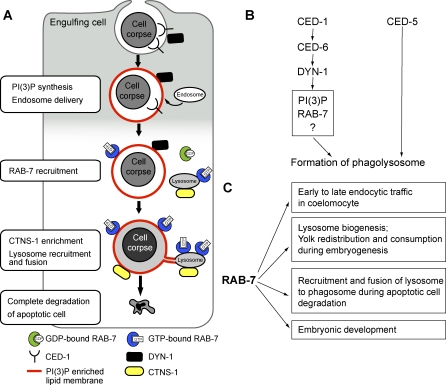 A
Engulfing cell
Cell
corpse
PI(3)P synthesis
Endosome delivery
Cell
corpse
Endosome
RAB-7 recruitment
Cell
corpse
Lysosome
CTNS-1 enrichment
Lysosome recruitment
and fusion
Cell
corpse
Lysosome
Complete degradation
of apoptotic cell
GDP-bound RAB-7
GTP-bound RAB-7
CED-1
DYN-1
PI(3)P enriched
lipid membrane
CTNS-1
B
CED-1
CED-5
CED-6
DYN-1
PI(3)P
RAB-7
?
Formation of phagolysosome
C
RAB-7
Early to late endocytic traffic
in coelomocyte
Lysosome biogenesis;
Yolk redistribution and consumption
during embryogenesis
Recruitment and fusion of lysosome
to phagosome during apoptotic cell
degradation
Embryonic development